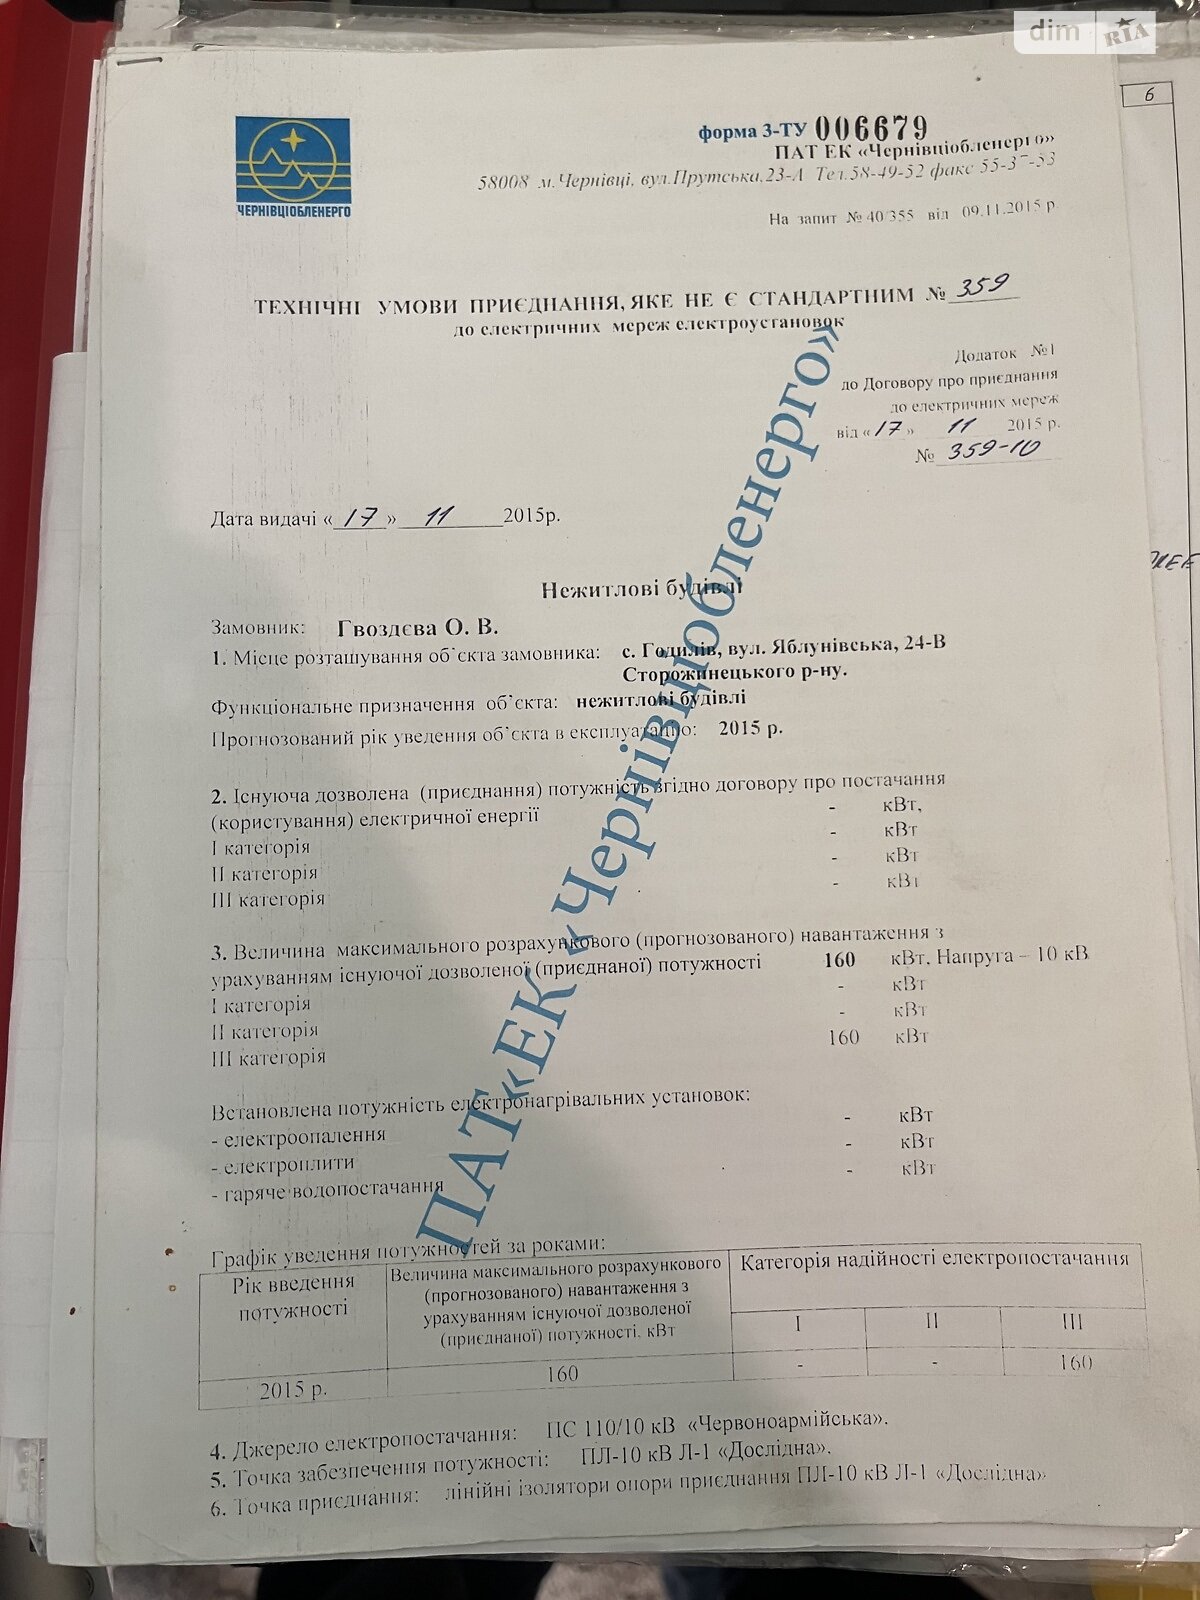 dim RIA
6
форма 3-ТУ 006679
ПАТ ЕК «Чернівціобленерго»
58008 м.Чернівці, вул.Прутська,23-А Тел.58-49-52 факс 55-37-53
ЧЕРНІВЦІОБЛЕНЕРГО
На запит № 40/355 від 09.11.2015 р.
ТЕХНІЧНІ УМОВИ ПРИЄДНАННЯ, ЯКЕ НЕ Є СТАНДАРТНИМ № 359
до електричних мереж електроустановок
Додаток №1
до Договору про приєднання
до електричних мереж
від «17» 11 2015 р.
№ 359-10
Дата видачі «17» 11 2015р.
Нежитлові будівлі
Замовник: Гвоздєва О. В.
1. Місце розташування об'єкта замовника: с. Годилів, вул. Яблунівська, 24-В
Сторожинецького р-ну.
Функціональне призначення об'єкта: нежитлові будівлі
Прогнозований рік уведення об'єкта в експлуатацію: 2015 р.
2. Існуюча дозволена (приєднання) потужність згідно договору про постачання
(користування) електричної енергії - кВт,
І категорія - кВт
ІІ категорія - кВт
ІІІ категорія - кВт
3. Величина максимального розрахункового (прогнозованого) навантаження з
урахуванням існуючої дозволеної (приєднаної) потужності 160 кВт, Напруга – 10 кВ
І категорія - кВт
ІІ категорія - кВт
ІІІ категорія 160 кВт
Встановлена потужність електронагрівальних установок:
- електроопалення - кВт
- електроплити - кВт
- гаряче водопостачання - кВт
ПАТ«ЕК «Чернівціобленерго»
Графік уведення потужностей за роками:
Рік введення
потужності
Величина максимального розрахункового
(прогнозованого) навантаження з
урахуванням існуючої дозволеної
(приєднаної) потужності, кВт
Категорія надійності електропостачання
І ІІ ІІІ
2015 р. 160 - - 160
4. Джерело електропостачання: ПС 110/10 кВ «Червоноармійська».
5. Точка забезпечення потужності: ПЛ-10 кВ Л-1 «Дослідна».
6. Точка приєднання: лінійні ізолятори опори приєднання ПЛ-10 кВ Л-1 «Дослідна»